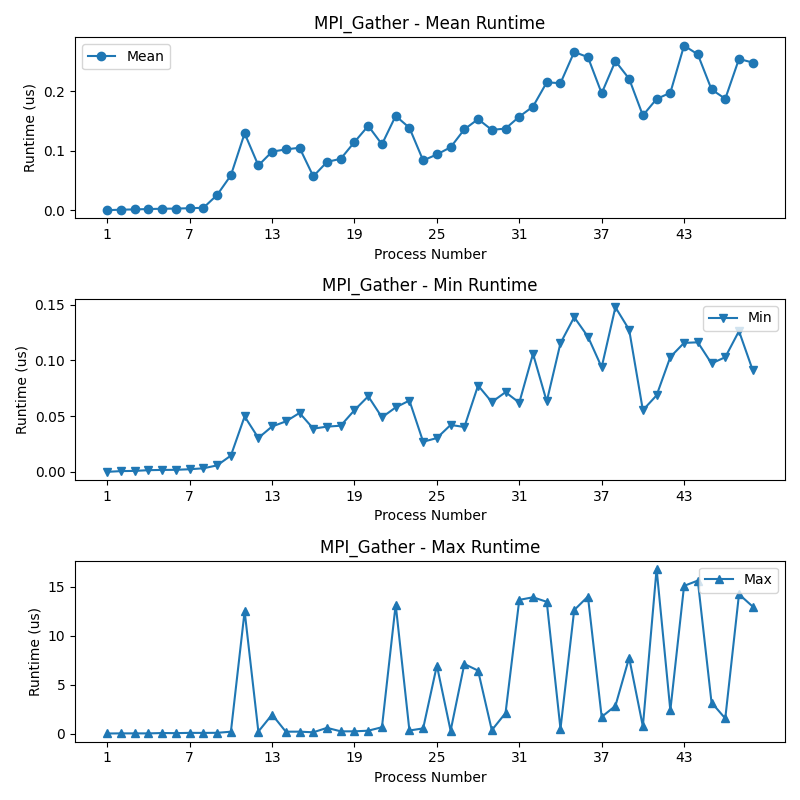 MPI_Gather - Mean Runtime
Mean
Runtime (us)
0.2
0.1
0.0
1 7 13 19 25 31 37 43
Process Number
MPI_Gather - Min Runtime
Min
Runtime (us)
0.15
0.10
0.05
0.00
1 7 13 19 25 31 37 43
Process Number
MPI_Gather - Max Runtime
Max
Runtime (us)
15
10
5
0
1 7 13 19 25 31 37 43
Process Number